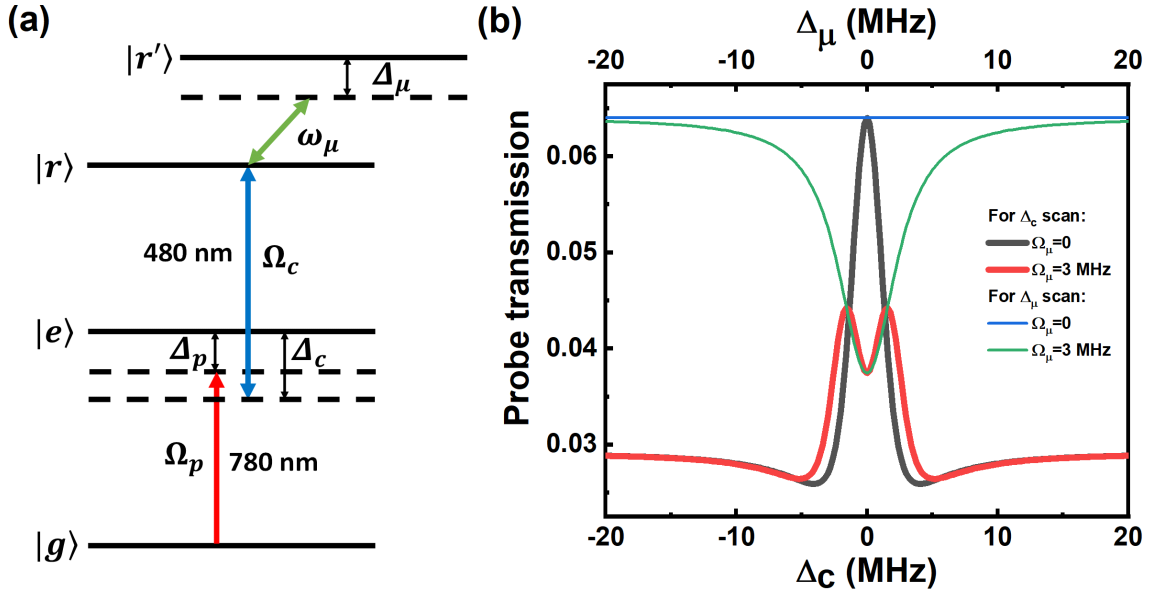 (a)
|r′⟩
Δμ
ωμ
|r⟩
480 nm
Ωc
|e⟩
Δp
Δc
Ωp
780 nm
|g⟩
(b)
Δμ (MHz)
-20 -10 0 10 20
Probe transmission
0.06
0.05
0.04
0.03
For Δc scan:
Ωμ=0
Ωμ=3 MHz
For Δμ scan:
Ωμ=0
Ωμ=3 MHz
-20 -10 0 10 20
Δc (MHz)